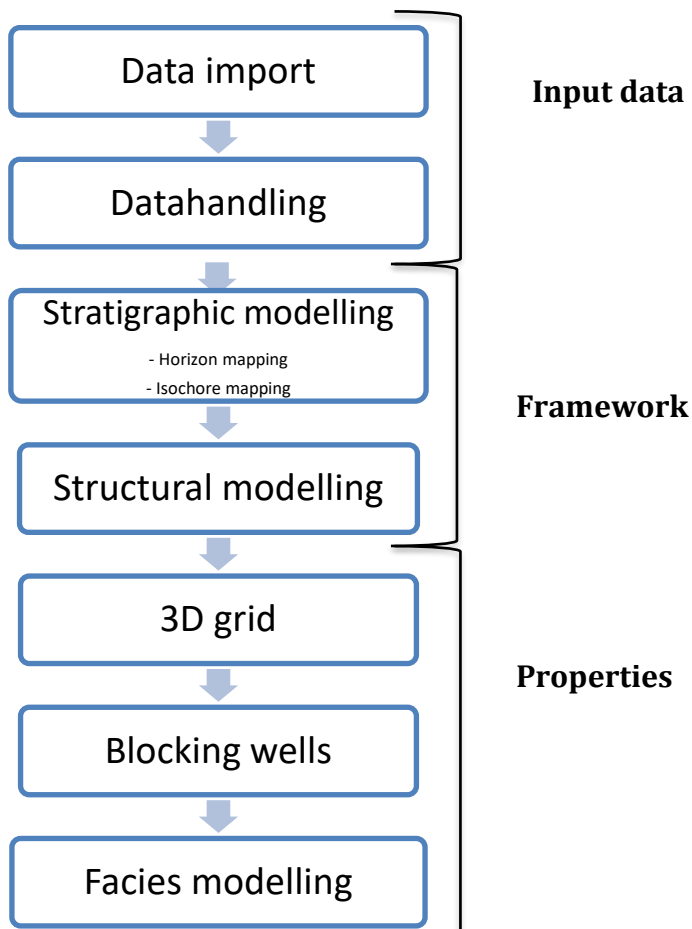 Data import
Input data
Datahandling
Stratigraphic modelling
- Horizon mapping
- Isochore mapping
Framework
Structural modelling
3D grid
Properties
Blocking wells
Facies modelling